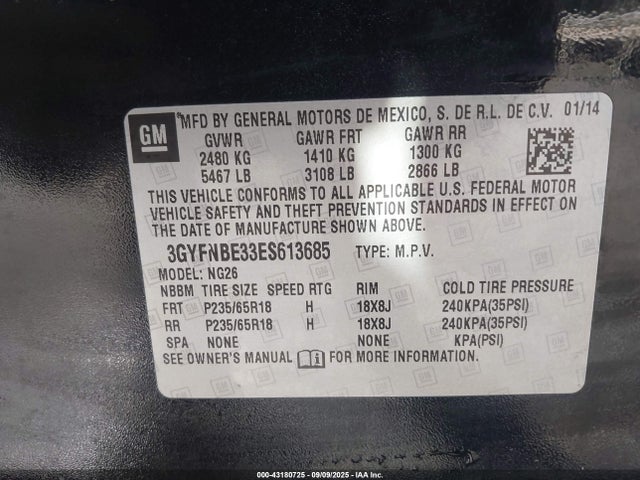 GM
MFD BY GENERAL MOTORS DE MEXICO, S. DE R.L. DE C.V. 01/14
GVWR GAWR FRT GAWR RR
2480 KG 1410 KG 1300 KG
5467 LB 3108 LB 2866 LB
THIS VEHICLE CONFORMS TO ALL APPLICABLE U.S. FEDERAL MOTOR
VEHICLE SAFETY AND THEFT PREVENTION STANDARDS IN EFFECT ON
THE DATE OF MANUFACTURE SHOWN ABOVE.
3GYFNBE33ES613685 TYPE: M.P.V.
MODEL: NG26
NBBM TIRE SIZE SPEED RTG RIM COLD TIRE PRESSURE
FRT P235/65R18 H 18X8J 240KPA(35PSI)
RR P235/65R18 H 18X8J 240KPA(35PSI)
SPA NONE NONE KPA(PSI)
SEE OWNER'S MANUAL FOR MORE INFORMATION.
000-43180725 - 09/09/2025 - IAA Inc.